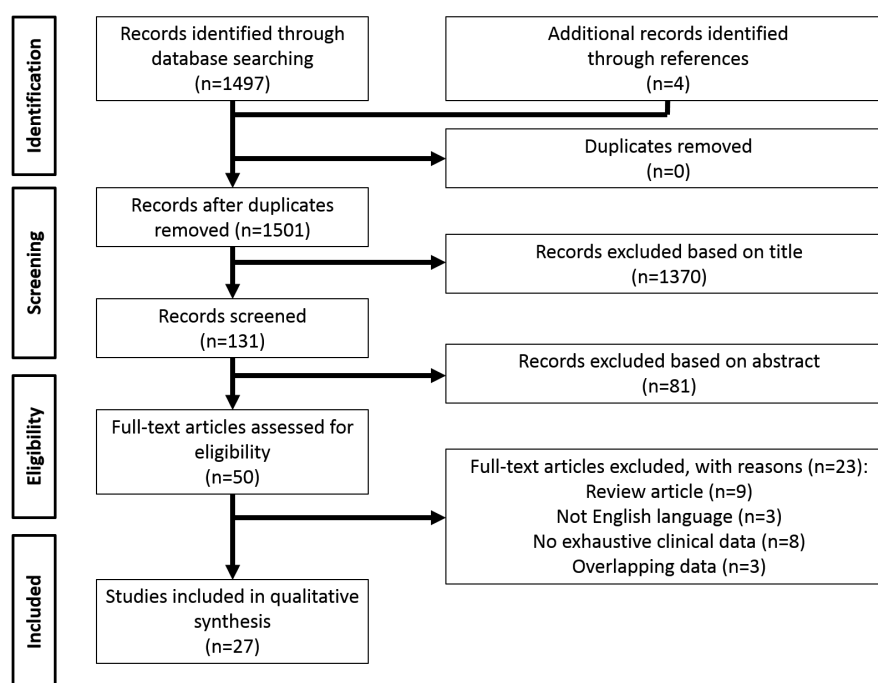 Identification
Records identified through
database searching
(n=1497)
Additional records identified
through references
(n=4)
Duplicates removed
(n=0)
Screening
Records after duplicates
removed (n=1501)
Records excluded based on title
(n=1370)
Records screened
(n=131)
Records excluded based on abstract
(n=81)
Eligibility
Full-text articles assessed for
eligibility
(n=50)
Full-text articles excluded, with reasons (n=23):
Review article (n=9)
Not English language (n=3)
No exhaustive clinical data (n=8)
Overlapping data (n=3)
Included
Studies included in qualitative
synthesis
(n=27)